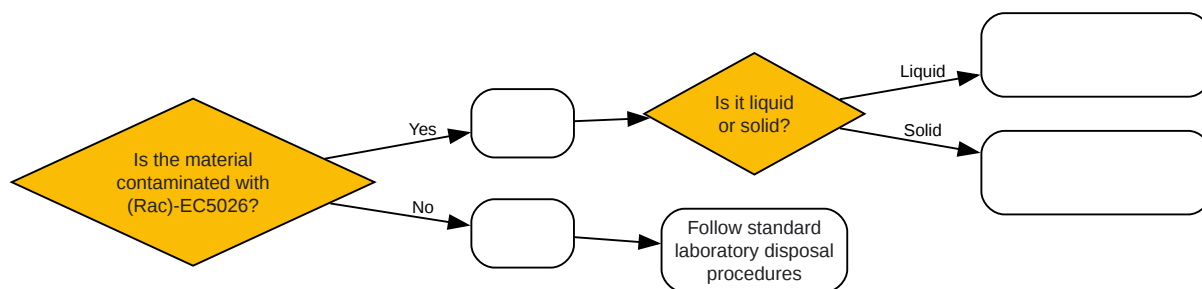 Is the material
contaminated with
(Rac)-EC5026?
Yes
No
Is it liquid
or solid?
Liquid
Solid
Follow standard
laboratory disposal
procedures